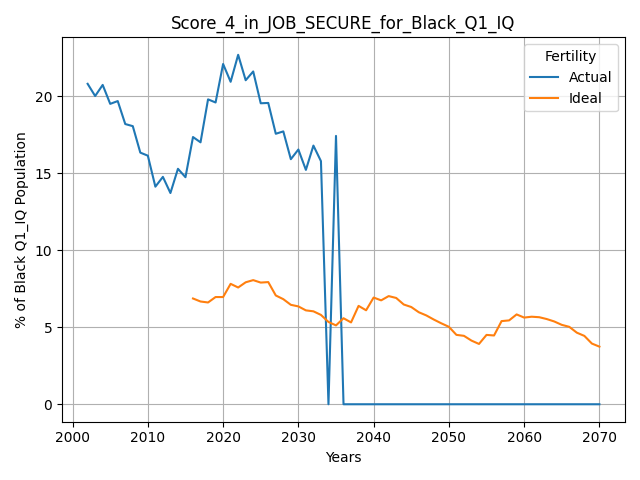 Score_4_in_JOB_SECURE_for_Black_Q1_IQ
Fertility
Actual
Ideal
% of Black Q1_IQ Population
20
15
10
5
0
2000 2010 2020 2030 2040 2050 2060 2070
Years